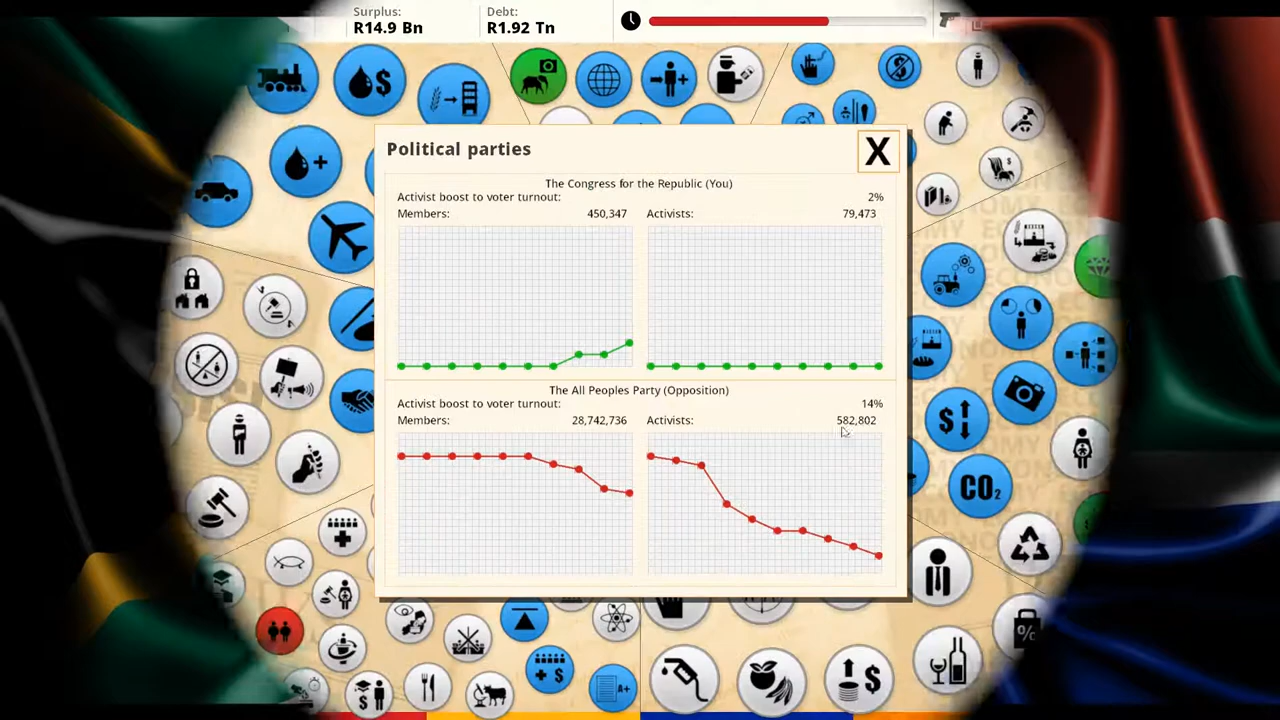 Surplus:
R14.9 Bn
Debt:
R1.92 Tn
Political parties
X
The Congress for the Republic (You)
Activist boost to voter turnout: 2%
Members: 450,347 Activists: 79,473
The All Peoples Party (Opposition)
Activist boost to voter turnout: 14%
Members: 28,742,736 Activists: 582,802
CO₂
A+